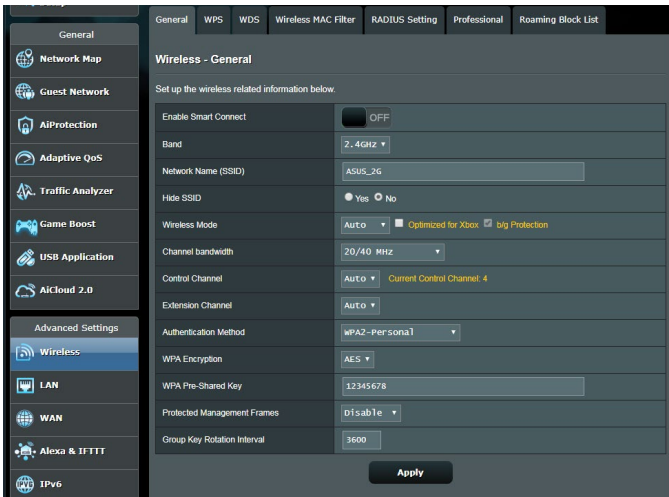 General
Network Map
Guest Network
AiProtection
Adaptive QoS
Traffic Analyzer
Game Boost
USB Application
AiCloud 2.0
Advanced Settings
Wireless
LAN
WAN
Alexa & IFTTT
IPv6
General WPS WDS Wireless MAC Filter RADIUS Setting Professional Roaming Block List
Wireless - General
Set up the wireless related information below.
Enable Smart Connect OFF
Band 2.4GHz
Network Name (SSID) ASUS_2G
Hide SSID Yes No
Wireless Mode Auto Optimized for Xbox b/g Protection
Channel bandwidth 20/40 MHz
Control Channel Auto Current Control Channel: 4
Extension Channel Auto
Authentication Method WPA2-Personal
WPA Encryption AES
WPA Pre-Shared Key 12345678
Protected Management Frames Disable
Group Key Rotation Interval 3600
Apply